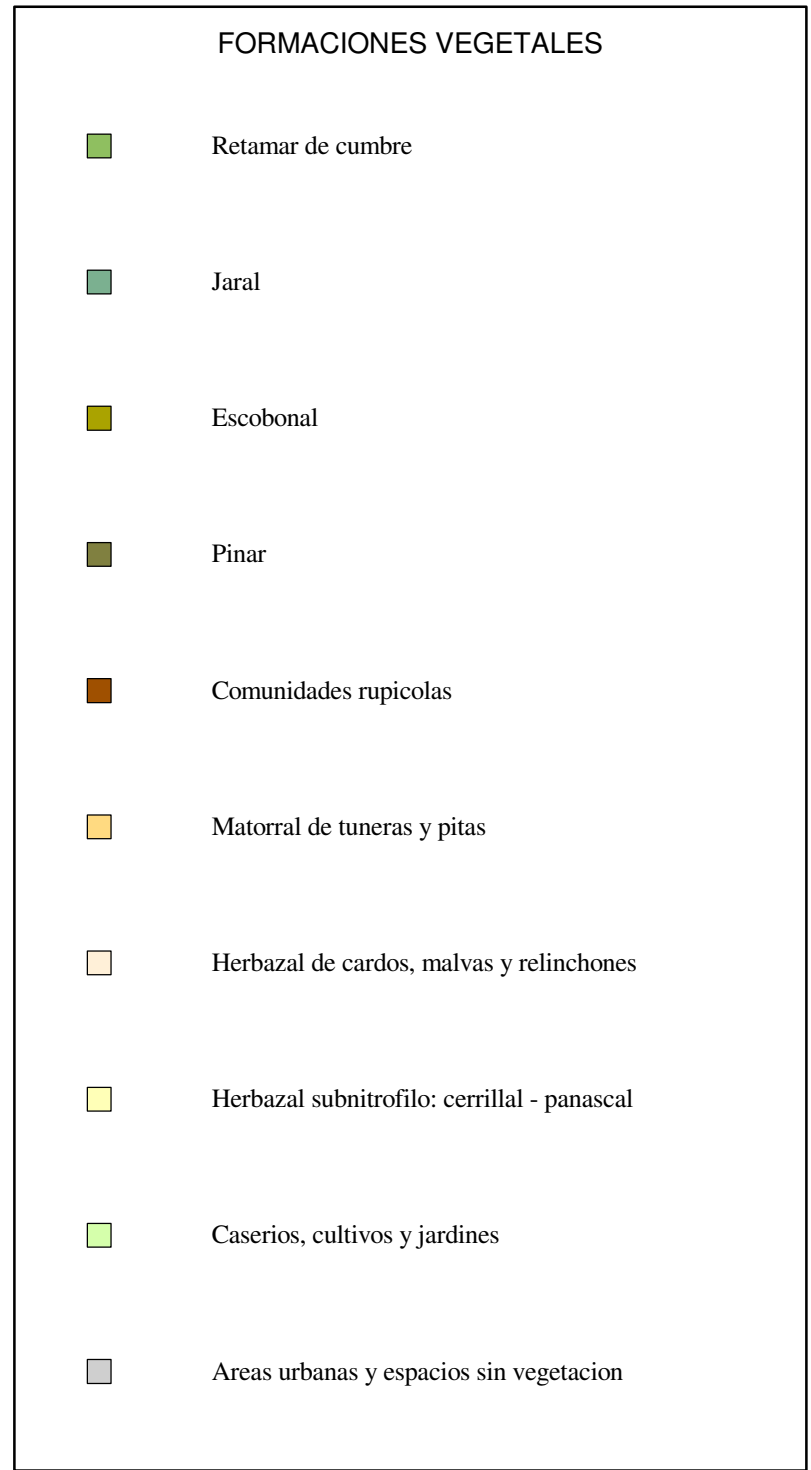 FORMACIONES VEGETALES
Retamar de cumbre
Jaral
Escobonal
Pinar
Comunidades rupicolas
Matorral de tuneras y pitas
Herbazal de cardos, malvas y relinchones
Herbazal subnitrofilo: cerrillal - panascal
Caserios, cultivos y jardines
Areas urbanas y espacios sin vegetacion